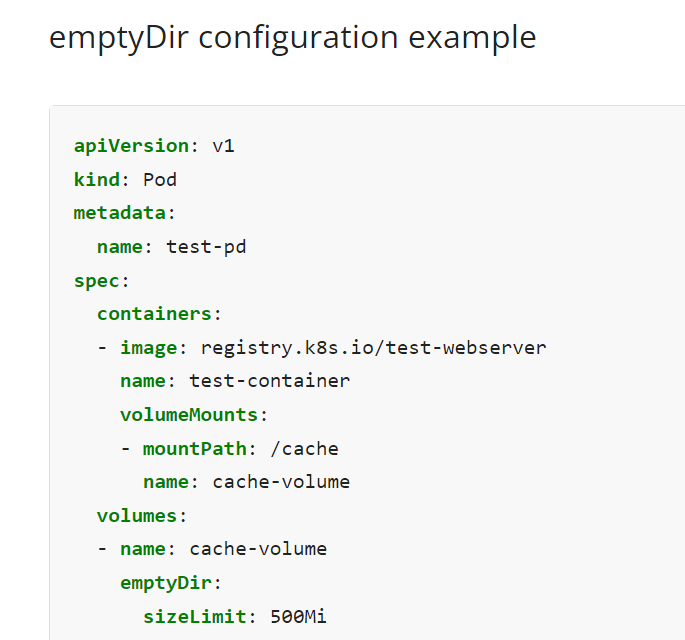 emptyDir configuration example
apiVersion: v1
kind: Pod
metadata:
  name: test-pd
spec:
  containers:
  - image: registry.k8s.io/test-webserver
    name: test-container
    volumeMounts:
    - mountPath: /cache
      name: cache-volume
  volumes:
  - name: cache-volume
    emptyDir:
      sizeLimit: 500Mi